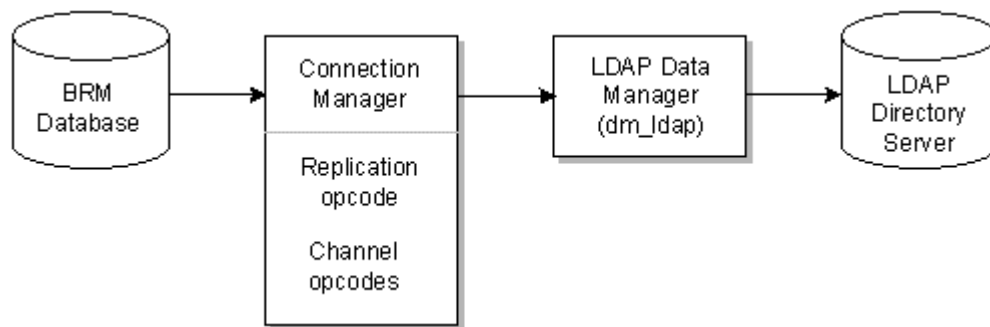 BRM
Database
Connection
Manager
Replication
opcode
Channel
opcodes
LDAP Data
Manager
(dm_ldap)
LDAP
Directory
Server